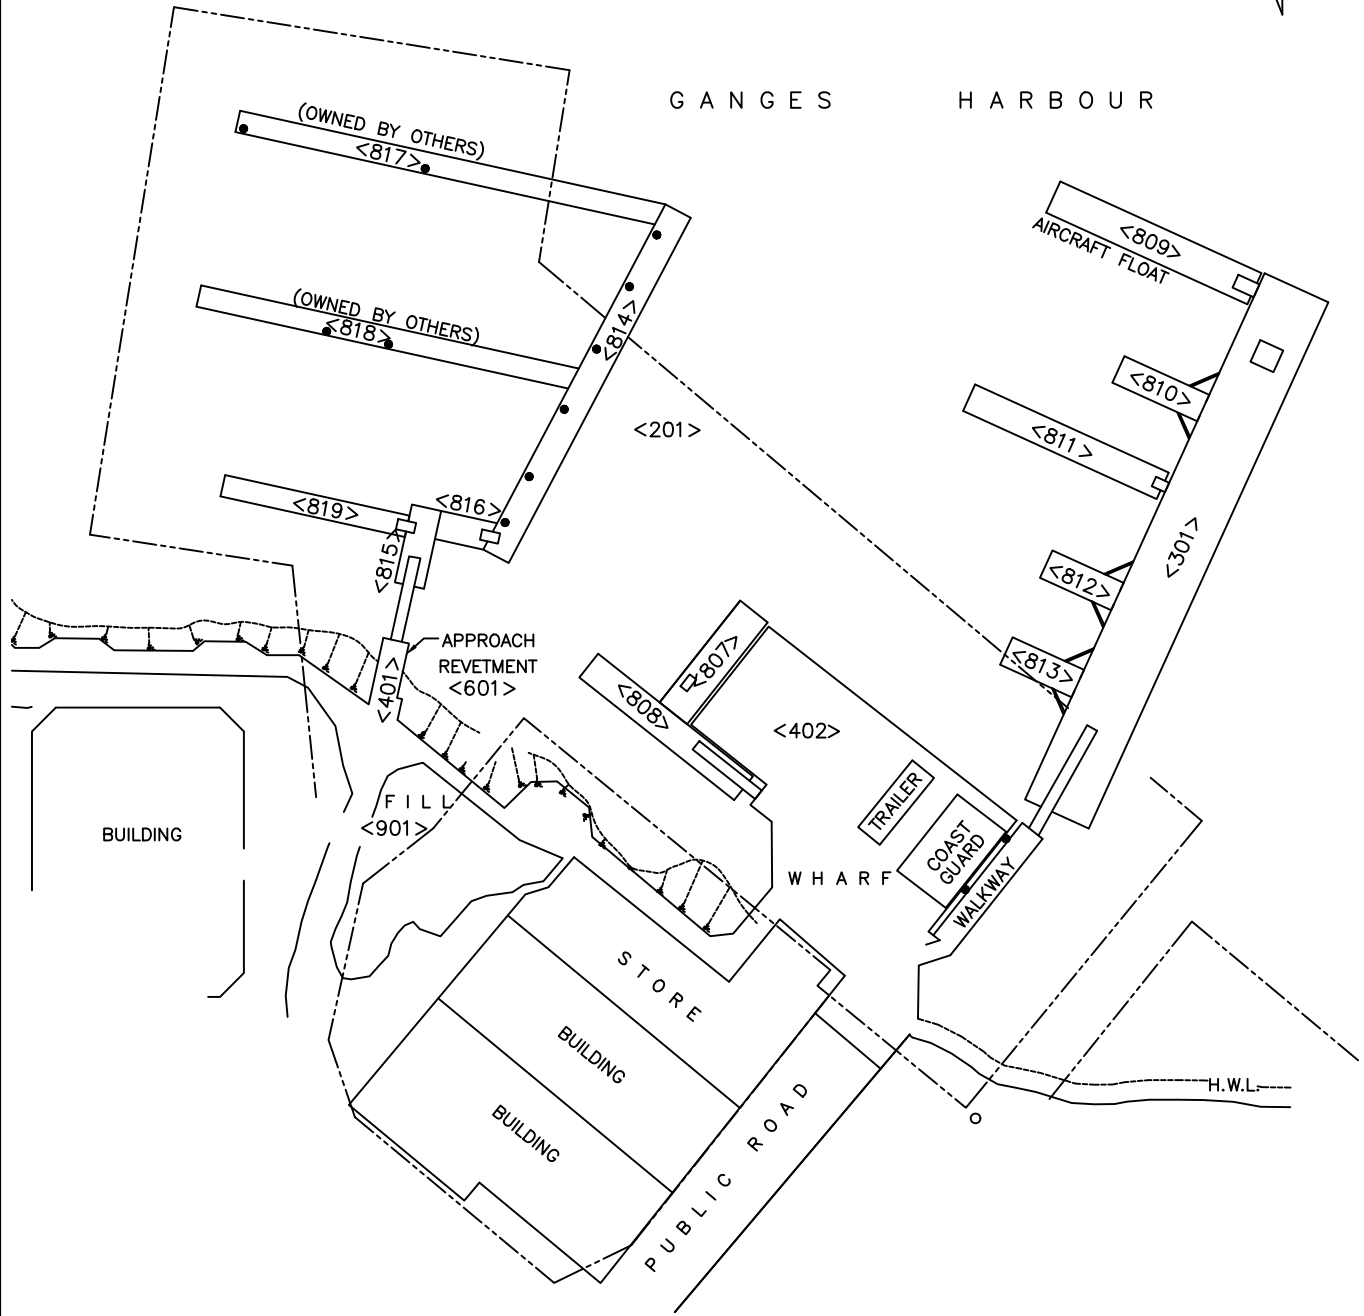 GANGES HARBOUR
(OWNED BY OTHERS)
<817>
<809>
AIRCRAFT FLOAT
(OWNED BY OTHERS)
<818>
<814>
<810>
<201>
<811>
<819>
<816>
<301>
<815>
<812>
APPROACH
REVETMENT
<601>
<401>
<807>
<813>
<808>
<402>
TRAILER
FILL
<901>
BUILDING
COAST
GUARD
WHARF
WALKWAY
STORE
BUILDING
H.W.L.
BUILDING
PUBLIC ROAD